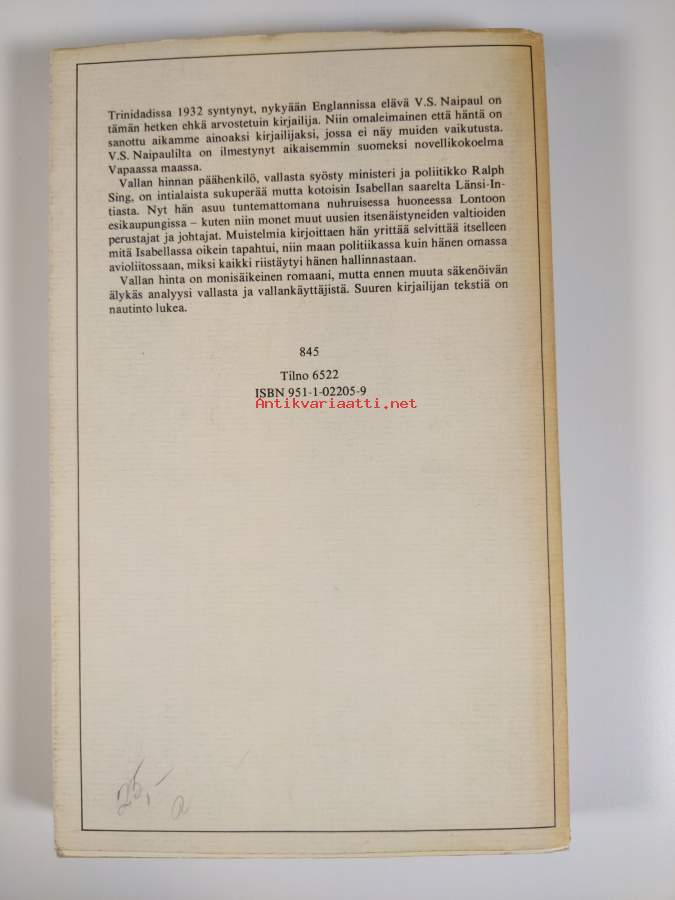 Trinidadissa 1932 syntynyt, nykyään Englannissa elävä V.S. Naipaul on
tämän hetken ehkä arvostetuin kirjailija. Niin omaleimainen että häntä on
sanottu aikamme ainoaksi kirjailijaksi, jossa ei näy muiden vaikutusta.
V.S. Naipaulilta on ilmestynyt aikaisemmin suomeksi novellikokoelma
Vapaassa maassa.
Vallan hinnan päähenkilö, vallasta syösty ministeri ja poliitikko Ralph
Sing, on intialaista sukuperää mutta kotoisin Isabellan saarelta Länsi-In-
tiasta. Nyt hän asuu tuntemattomana nuhruisessa huoneessa Lontoon
esikaupungissa – kuten niin monet muut uusien itsenäistyneiden valtioiden
perustajat ja johtajat. Muistelmia kirjoittaen hän yrittää selvittää itselleen
mitä Isabellassa oikein tapahtui, niin maan politiikassa kuin hänen omassa
avioliitossaan, miksi kaikki riistäytyi hänen hallinnastaan.
Vallan hinta on monisäikeinen romaani, mutta ennen muuta säkenöivän
älykäs analyysi vallasta ja vallankäyttäjistä. Suuren kirjailijan tekstiä on
nautinto lukea.
845
Tilno 6522
ISBN 951-1-02205-9
Antikvariaatti.net
25,-
a